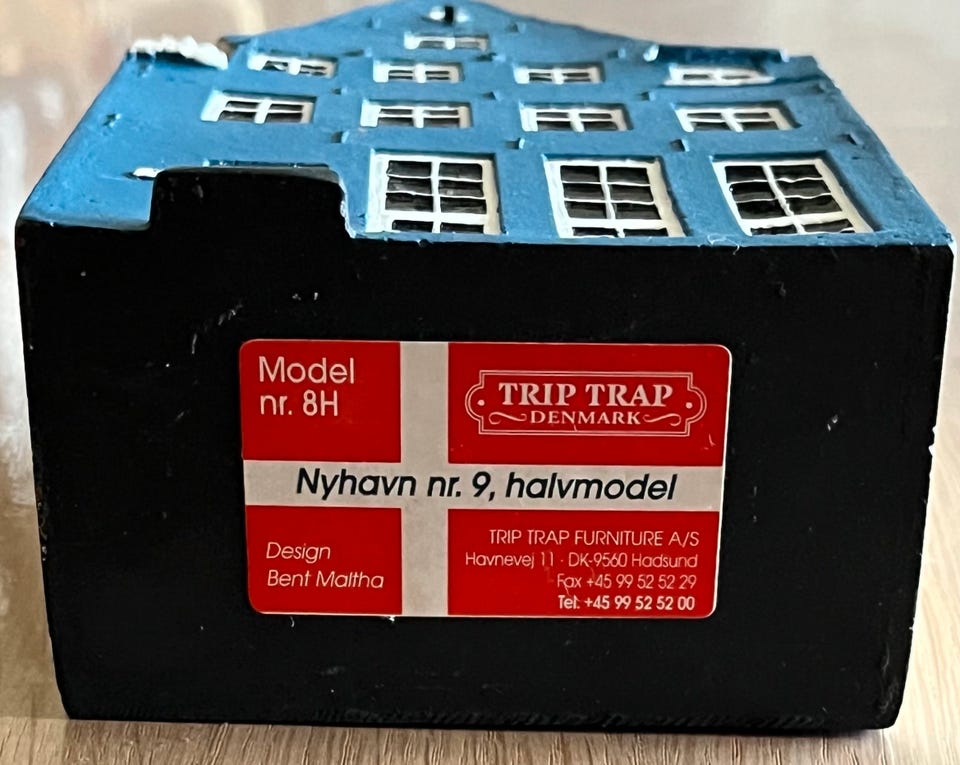 Model
nr. 8H
TRIP TRAP
DENMARK
Nyhavn nr. 9, halvmodel
Design
Bent Maltha
TRIP TRAP FURNITURE A/S
Havnevej 11 · DK-9560 Hadsund
Fax +45 99 52 52 29
Tel. +45 99 52 52 00